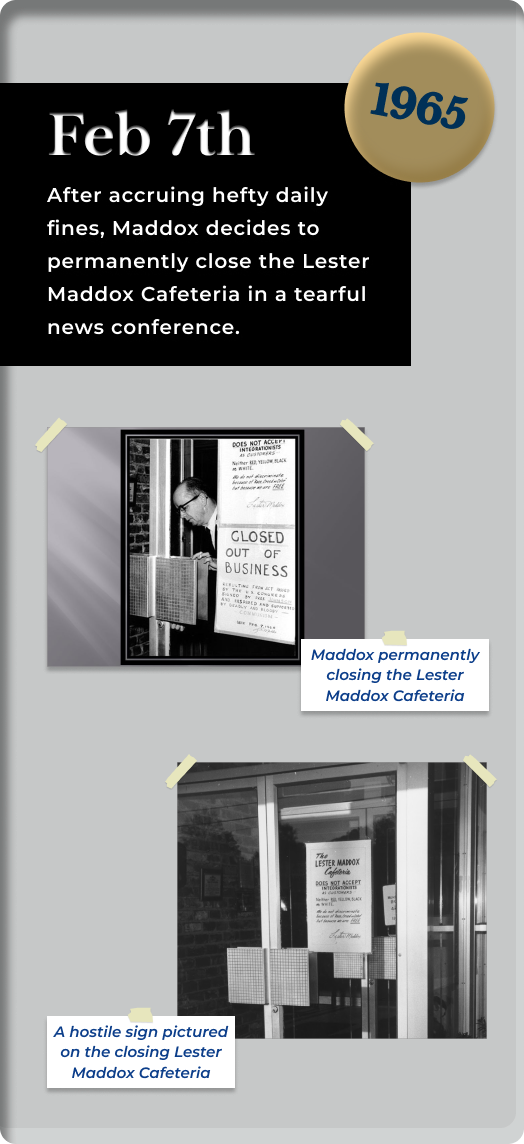 1965
Feb 7th
After accruing hefty daily
fines, Maddox decides to
permanently close the Lester
Maddox Cafeteria in a tearful
news conference.
DOES NOT ACCEPT
INTEGRATIONISTS
AS CUSTOMERS
Neither RED, YELLOW, BLACK
or WHITE.
We do not discriminate
because of Race, Creed or Color
but because we are FREE
Lester Maddox
CLOSED
OUT OF
BUSINESS
RESULTING FROM ACT PASSED
BY THE U.S. CONGRESS
SIGNED BY
AND INSPIRED AND SUPPORTED
BY DEADLY AND BLOODY
COMMUNISM
Maddox permanently
closing the Lester
Maddox Cafeteria
The
LESTER MADDOX
Cafeteria
DOES NOT ACCEPT
INTEGRATIONISTS
AS CUSTOMERS
Neither RED, YELLOW, BLACK
or WHITE.
We do not discriminate
because of Race, Creed or Color
but because we are FREE
Lester Maddox
A hostile sign pictured
on the closing Lester
Maddox Cafeteria